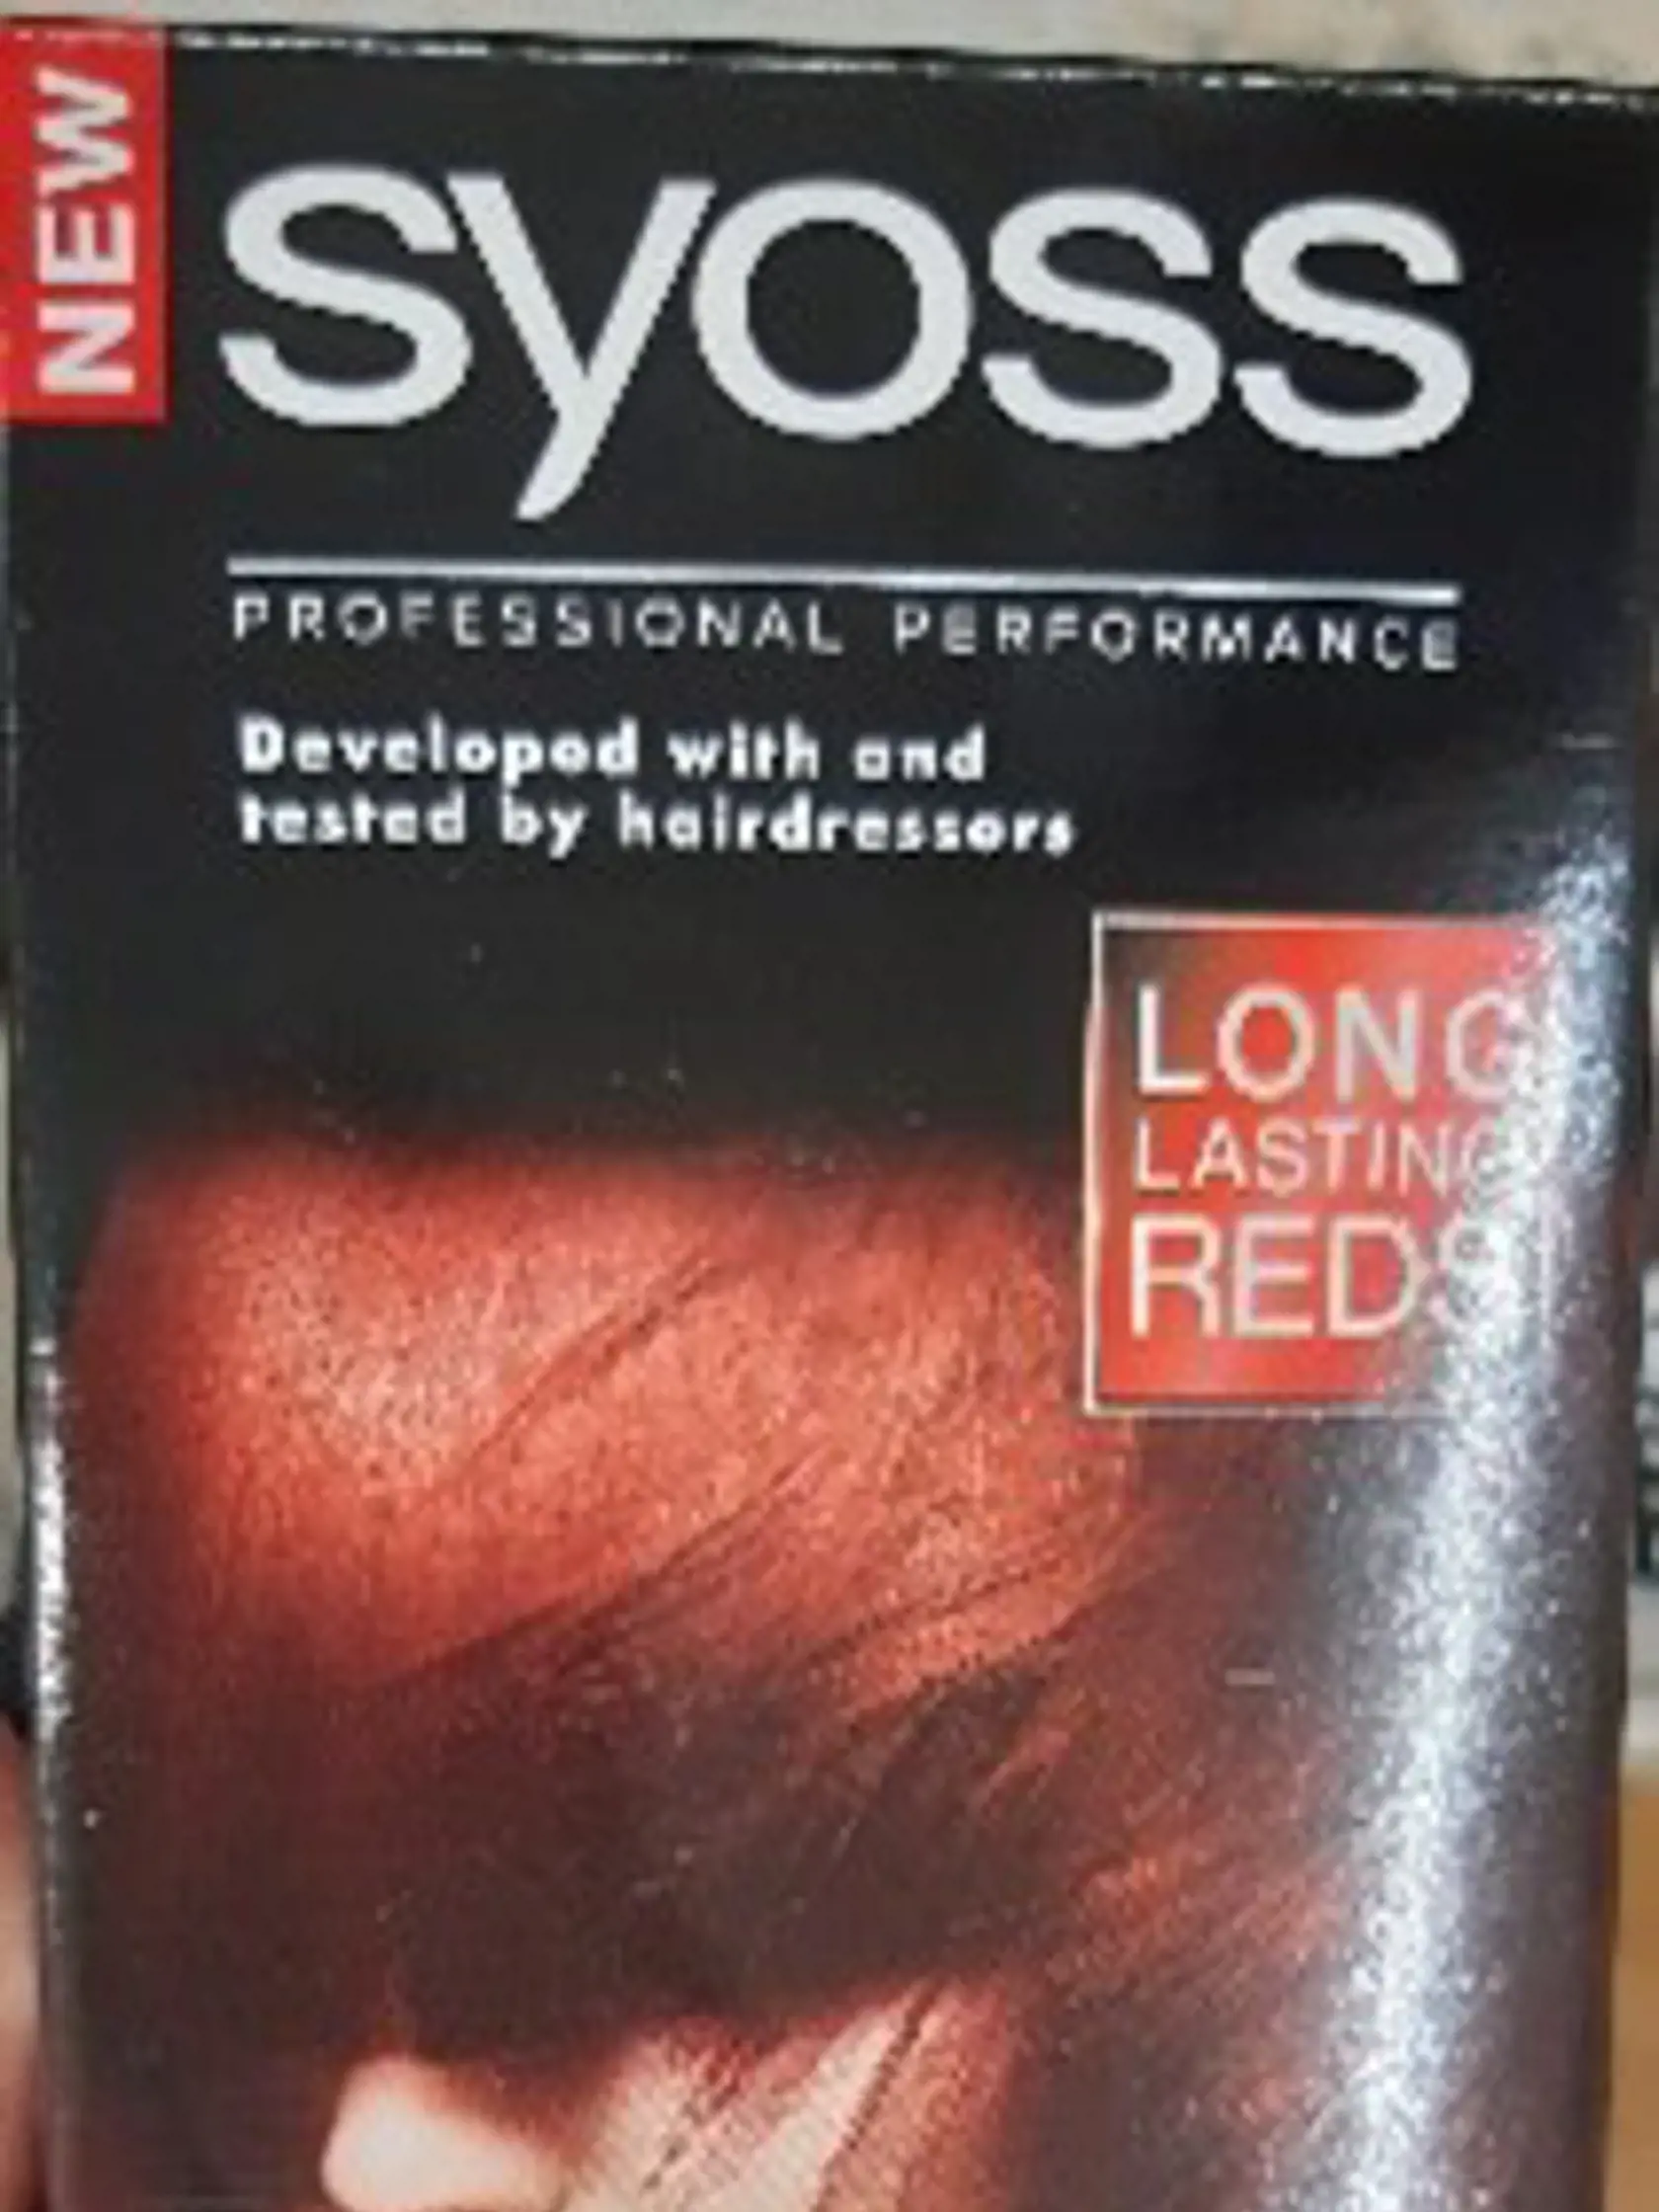 NEW
syoss
PROFESSIONAL PERFORMANCE
Developed with and
tested by hairdressers
LONG
LASTING
REDS